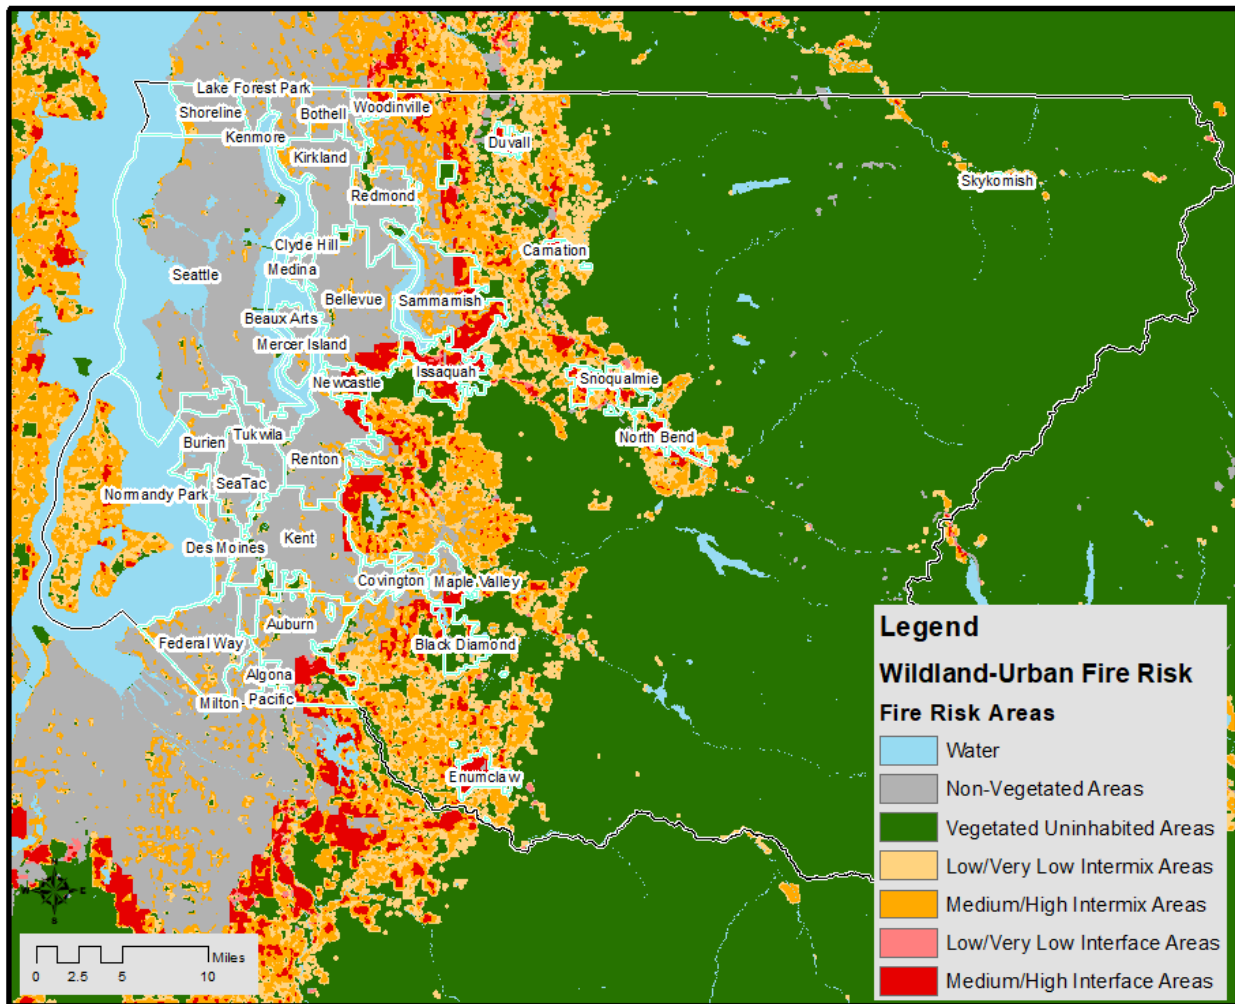 Lake Forest Park
Woodinville
Shoreline
Bothell
Kenmore
Duvall
Kirkland
Skykomish
Redmond
Clyde Hill
Carnation
Medina
Seattle
Bellevue
Sammamish
Beaux Arts
Mercer Island
Issaquah
Newcastle
Snoqualmie
Tukwila
North Bend
Burien
Renton
SeaTac
Normandy Park
Kent
Des Moines
Covington
Maple Valley
Auburn
Federal Way
Black Diamond
Algona
Milton
Pacific
Enumclaw
Legend
Wildland-Urban Fire Risk
Fire Risk Areas
Water
Non-Vegetated Areas
Vegetated Uninhabited Areas
Low/Very Low Intermix Areas
Medium/High Intermix Areas
Low/Very Low Interface Areas
Medium/High Interface Areas
E
S
Miles
0 2.5 5 10